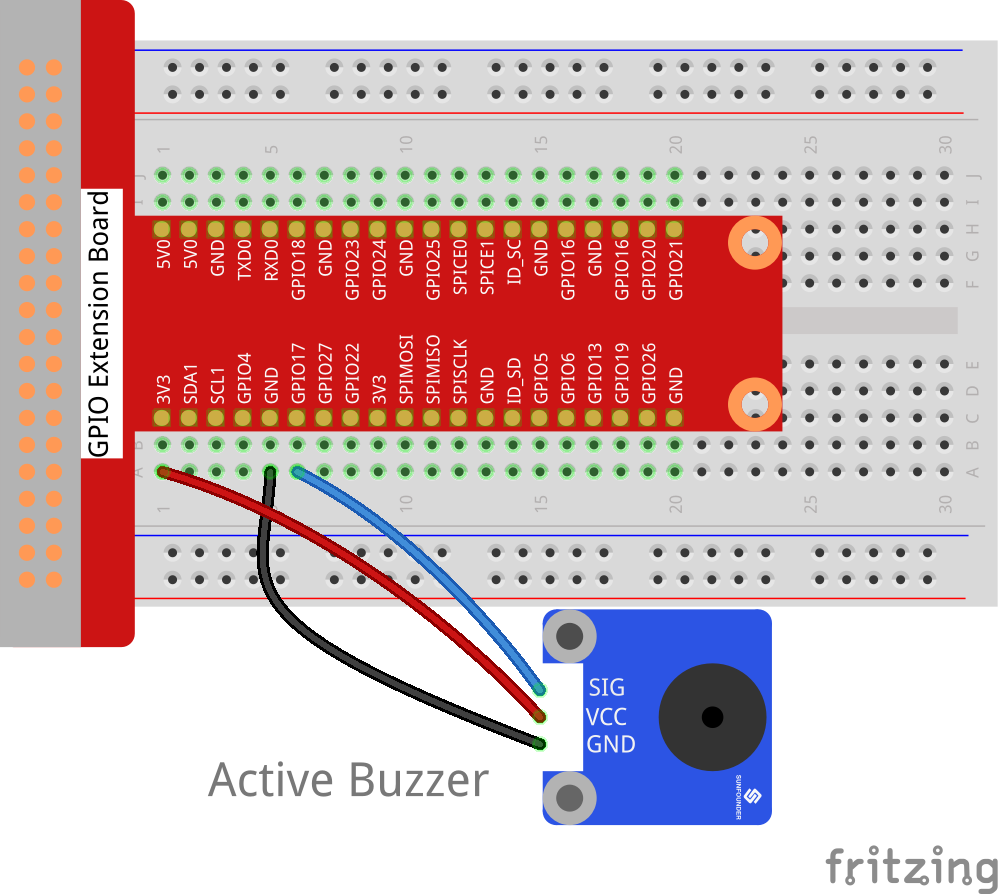 1 5 10 15 20 25 30
J J
I I
5V0 5V0 GND TXD0 RXD0 GPIO18 GND GPIO23 GPIO24 GND GPIO25 SPICE0 SPICE1 ID_SC GND GPIO16 GND GPIO16 GPIO20 GPIO21
H
G
F
GPIO Extension Board
3V3 SDA1 SCL1 GPIO4 GND GPIO17 GPIO27 GPIO22 3V3 SPIMOSI SPIMISO SPISCLK GND ID_SD GPIO5 GPIO6 GPIO13 GPIO19 GPIO26 GND
E
D
C
B B
A A
1 10 15 20 25 30
SIG
VCC
GND
Active Buzzer
SUNFOUNDER
fritzing